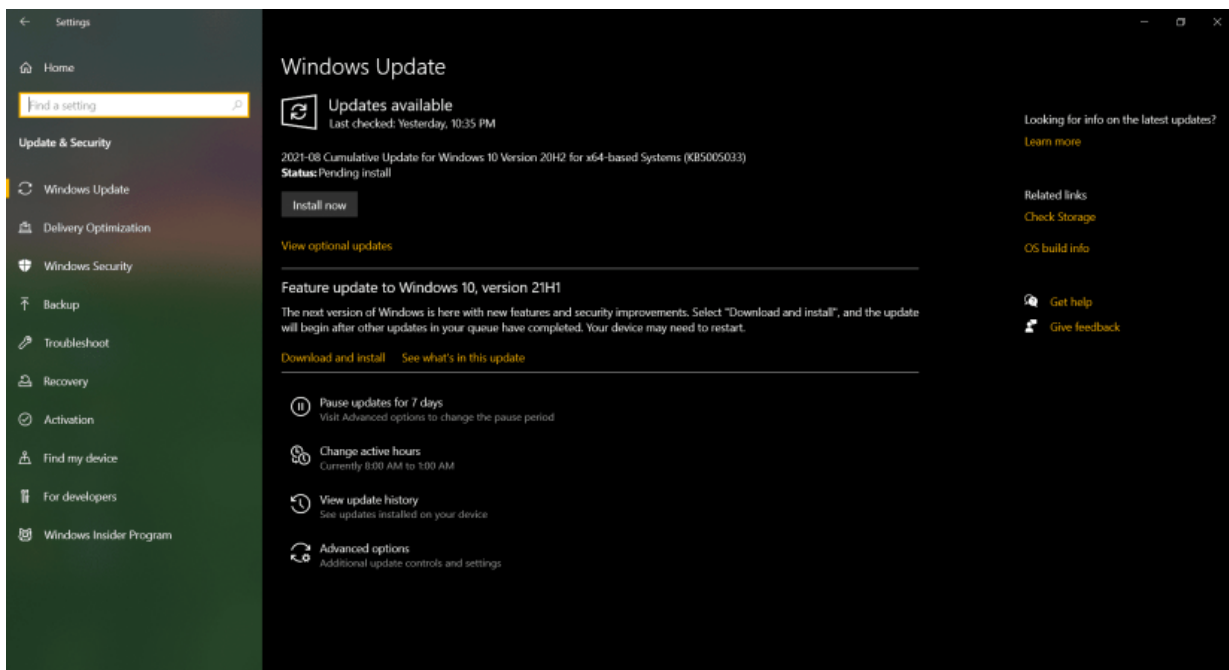 Settings
Home
Find a setting
Update & Security
Windows Update
Delivery Optimization
Windows Security
Backup
Troubleshoot
Recovery
Activation
Find my device
For developers
Windows Insider Program
Windows Update
Updates available
Last checked: Yesterday, 10:35 PM
2021-08 Cumulative Update for Windows 10 Version 20H2 for x64-based Systems (KB5005033)
Status: Pending install
Install now
View optional updates
Feature update to Windows 10, version 21H1
The next version of Windows is here with new features and security improvements. Select "Download and install", and the update
will begin after other updates in your queue have completed. Your device may need to restart.
Download and install See what's in this update
Pause updates for 7 days
Visit Advanced options to change the pause period
Change active hours
Currently 8:00 AM to 1:00 AM
View update history
See updates installed on your device
Advanced options
Additional update controls and settings
Looking for info on the latest updates?
Learn more
Related links
Check Storage
OS build info
Get help
Give feedback